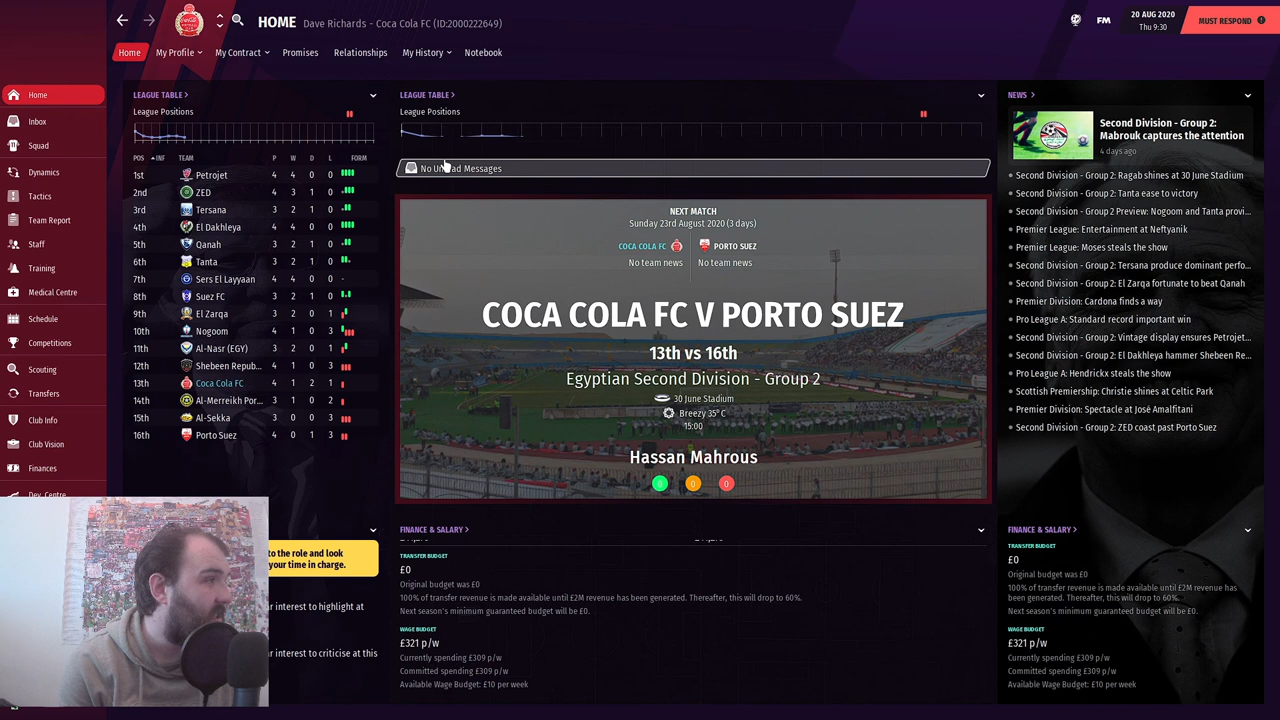 HOME Dave Richards - Coca Cola FC (ID:2000222649)
FM
20 AUG 2020
Thu 9:30
MUST RESPOND
Home My Profile My Contract Promises Relationships My History Notebook
Home
Inbox
Squad
Dynamics
Tactics
Team Report
Staff
Training
Medical Centre
Schedule
Competitions
Scouting
Transfers
Club Info
Club Vision
Finances
Dev. Centre
LEAGUE TABLE >
League Positions
POS INF TEAM P W D L FORM
1st Petrojet 4 4 0 0
2nd ZED 4 3 1 0
3rd Tersana 3 2 1 0
4th El Dakhleya 4 4 0 0
5th Qanah 3 2 1 0
6th Tanta 3 2 1 0
7th Sers El Layyaan 4 4 0 0 -
8th Suez FC 3 2 1 0
9th El Zarqa 3 2 0 1
10th Nogoom 4 1 0 3
11th Al-Nasr (EGY) 3 2 0 1
12th Shebeen Repub... 4 1 0 3
13th Coca Cola FC 4 1 2 1
14th Al-Merreikh Por... 3 1 0 2
15th Al-Sekka 3 0 0 3
16th Porto Suez 4 0 1 3
to the role and look
your time in charge.
ar interest to highlight at
ar interest to criticise at this
LEAGUE TABLE >
League Positions
No Messages
NEXT MATCH
Sunday 23rd August 2020 (3 days)
COCA COLA FC PORTO SUEZ
No team news No team news
COCA COLA FC V PORTO SUEZ
13th vs 16th
Egyptian Second Division - Group 2
30 June Stadium
Breezy 35° C
15:00
Hassan Mahrous
0 0 0
FINANCE & SALARY >
TRANSFER BUDGET
£0
Original budget was £0
100% of transfer revenue is made available until £2M revenue has been generated. Thereafter, this will drop to 60%.
Next season's minimum guaranteed budget will be £0.
WAGE BUDGET
£321 p/w
Currently spending £309 p/w
Committed spending £309 p/w
Available Wage Budget: £10 per week
NEWS >
Second Division - Group 2:
Mabrouk captures the attention
4 days ago
Second Division - Group 2: Ragab shines at 30 June Stadium
Second Division - Group 2: Tanta ease to victory
Second Division - Group 2 Preview: Nogoom and Tanta provi...
Premier League: Entertainment at Neftyanik
Premier League: Moses steals the show
Second Division - Group 2: Tersana produce dominant perfo...
Second Division - Group 2: El Zarqa fortunate to beat Qanah
Premier Division: Cardona finds a way
Pro League A: Standard record important win
Second Division - Group 2: Vintage display ensures Petrojet...
Second Division - Group 2: El Dakhleya hammer Shebeen Re...
Pro League A: Hendrickx steals the show
Scottish Premiership: Christie shines at Celtic Park
Premier Division: Spectacle at José Amalfitani
Second Division - Group 2: ZED coast past Porto Suez
FINANCE & SALARY >
TRANSFER BUDGET
£0
Original budget was £0
100% of transfer revenue is made available until £2M revenue has
been generated. Thereafter, this will drop to 60%.
Next season's minimum guaranteed budget will be £0.
WAGE BUDGET
£321 p/w
Currently spending £309 p/w
Committed spending £309 p/w
Available Wage Budget: £10 per week